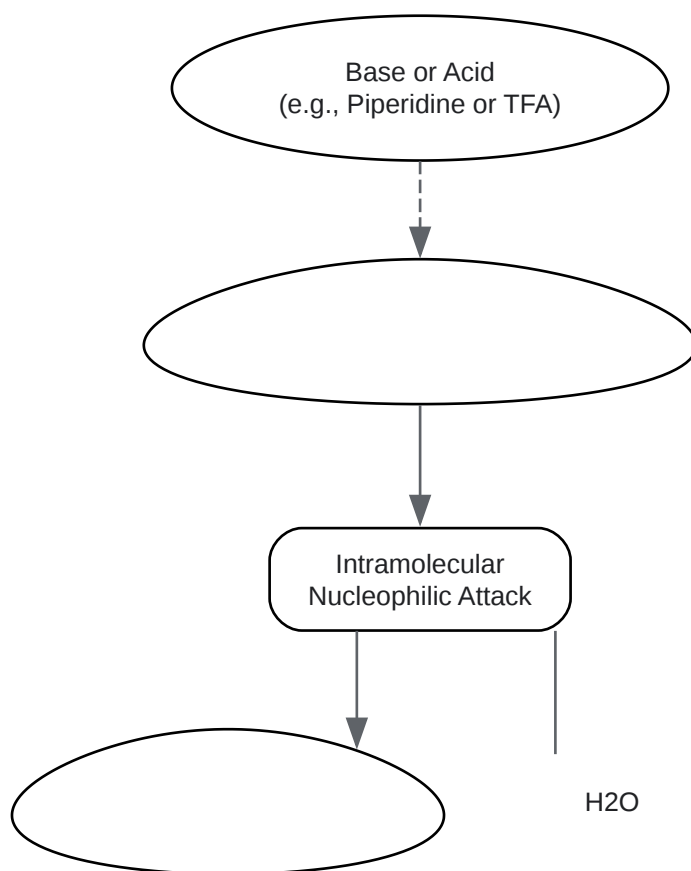 Base or Acid
(e.g., Piperidine or TFA)
Intramolecular
Nucleophilic Attack
H2O